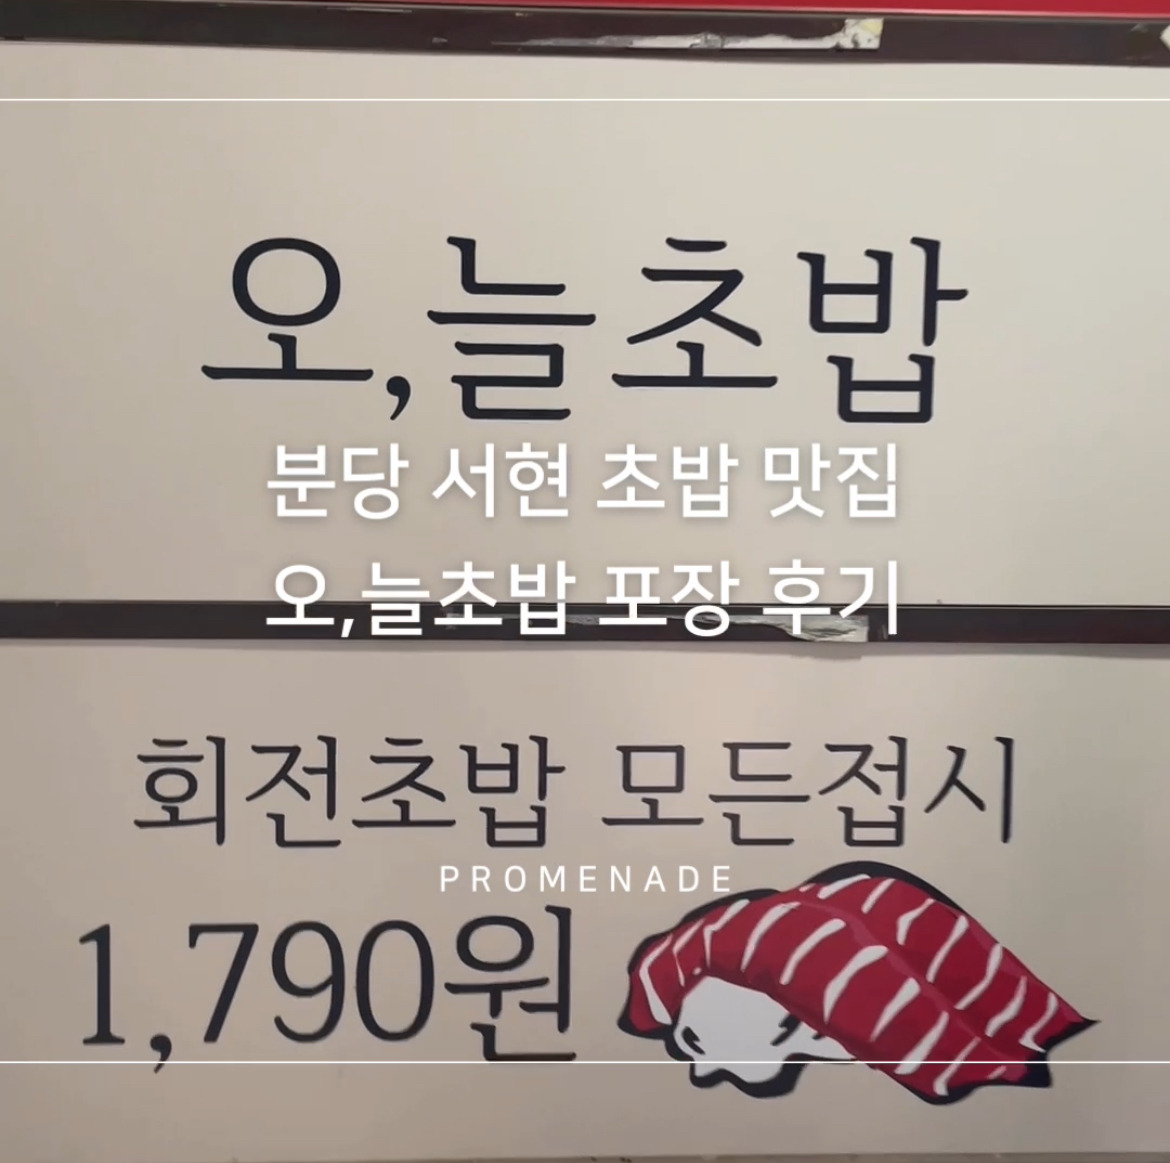 오,늘초밥
분당 서현 초밥 맛집
오,늘초밥 포장 후기
회전초밥 모든접시
PROMENADE
1,790원